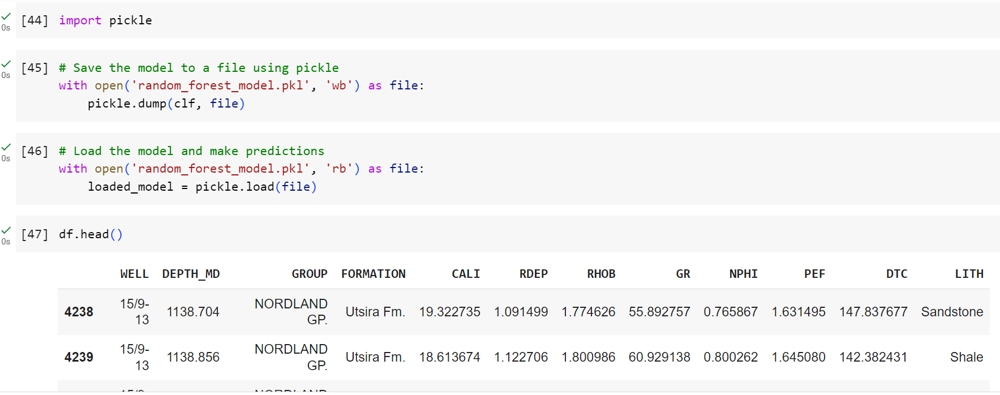 [44] import pickle
0s
[45] # Save the model to a file using pickle
0s
with open('random_forest_model.pkl', 'wb') as file:
    pickle.dump(clf, file)
[46] # Load the model and make predictions
0s
with open('random_forest_model.pkl', 'rb') as file:
    loaded_model = pickle.load(file)
[47] df.head()
0s
WELL DEPTH_MD GROUP FORMATION CALI RDEP RHOB GR NPHI PEF DTC LITH
4238 15/9-13 1138.704 NORDLAND GP. Utsira Fm. 19.322735 1.091499 1.774626 55.892757 0.765867 1.631495 147.837677 Sandstone
4239 15/9-13 1138.856 NORDLAND GP. Utsira Fm. 18.613674 1.122706 1.800986 60.929138 0.800262 1.645080 142.382431 Shale